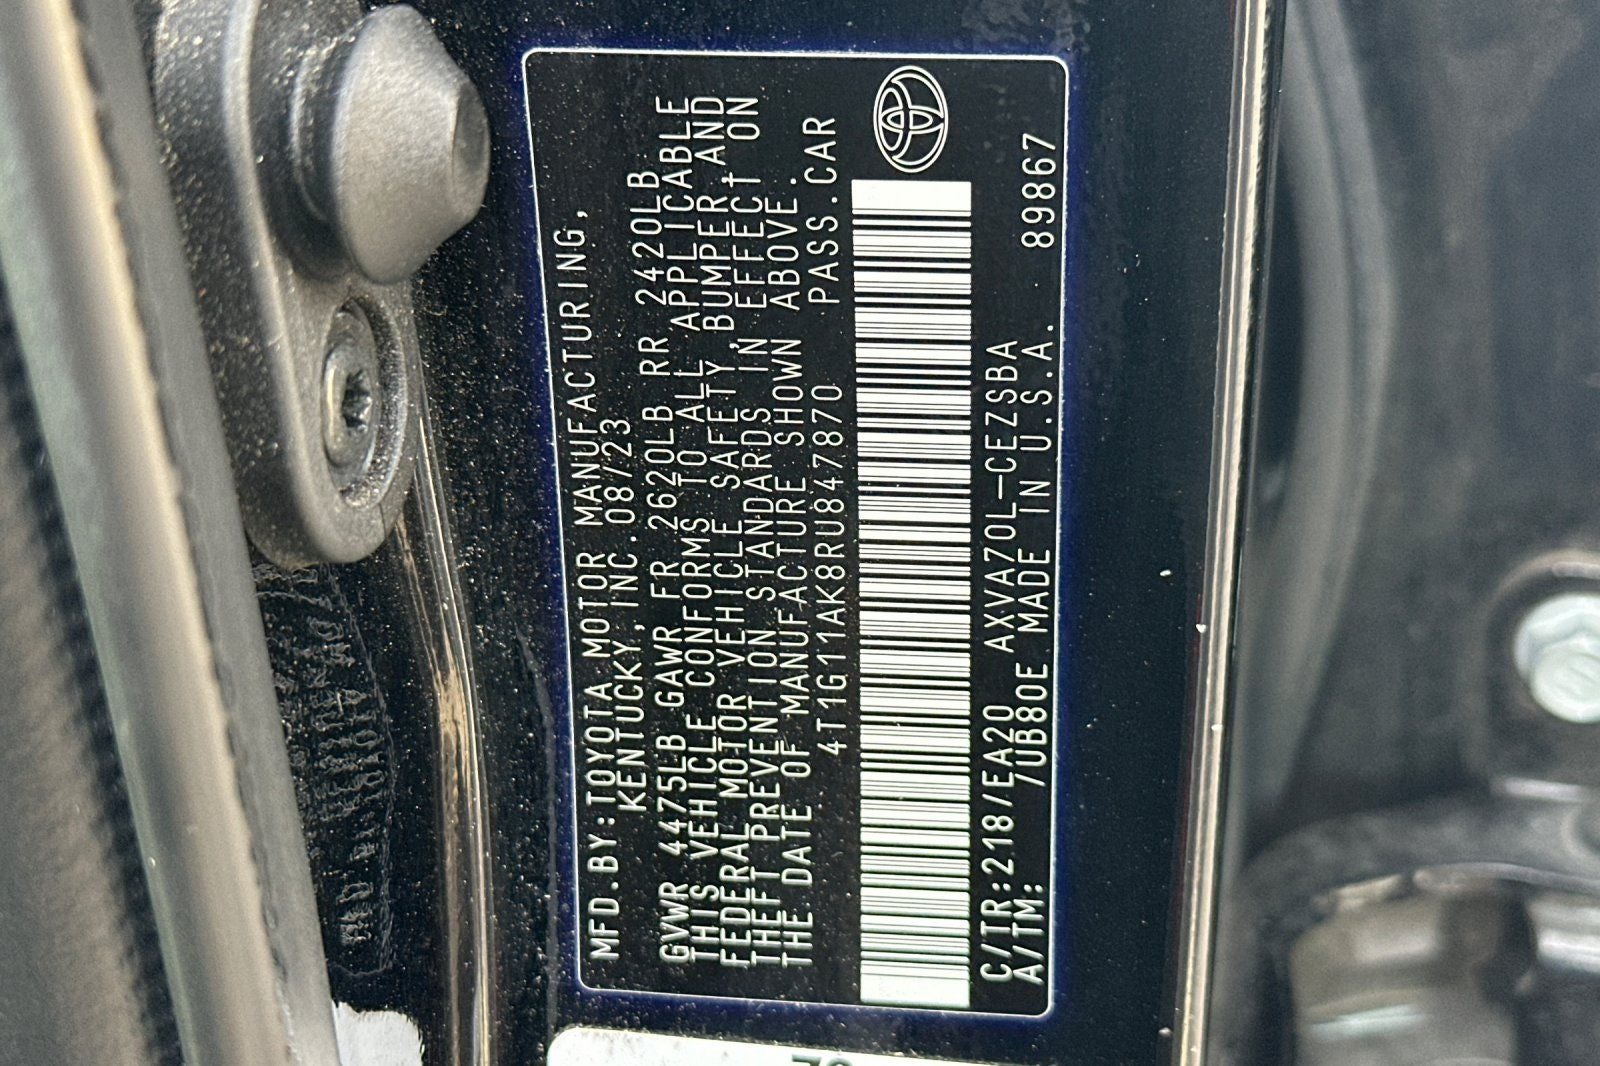 MFD.BY:TOYOTA MOTOR MANUFACTURING,
KENTUCKY,INC.08/23
GVWR 4475LB GAWR FR 2620LB RR 2420LB
THIS VEHICLE CONFORMS TO ALL APPLICABLE
FEDERAL MOTOR VEHICLE SAFETY,BUMPER,AND
THEFT PREVENTION STANDARDS IN EFFECT ON
THE DATE OF MANUFACTURE SHOWN ABOVE.
4T1G11AK8RU847870 PASS.CAR
C/TR:218/EA20 AXVA70L-CEZSBA
A/TM: /UB80E MADE IN U.S.A. 89867